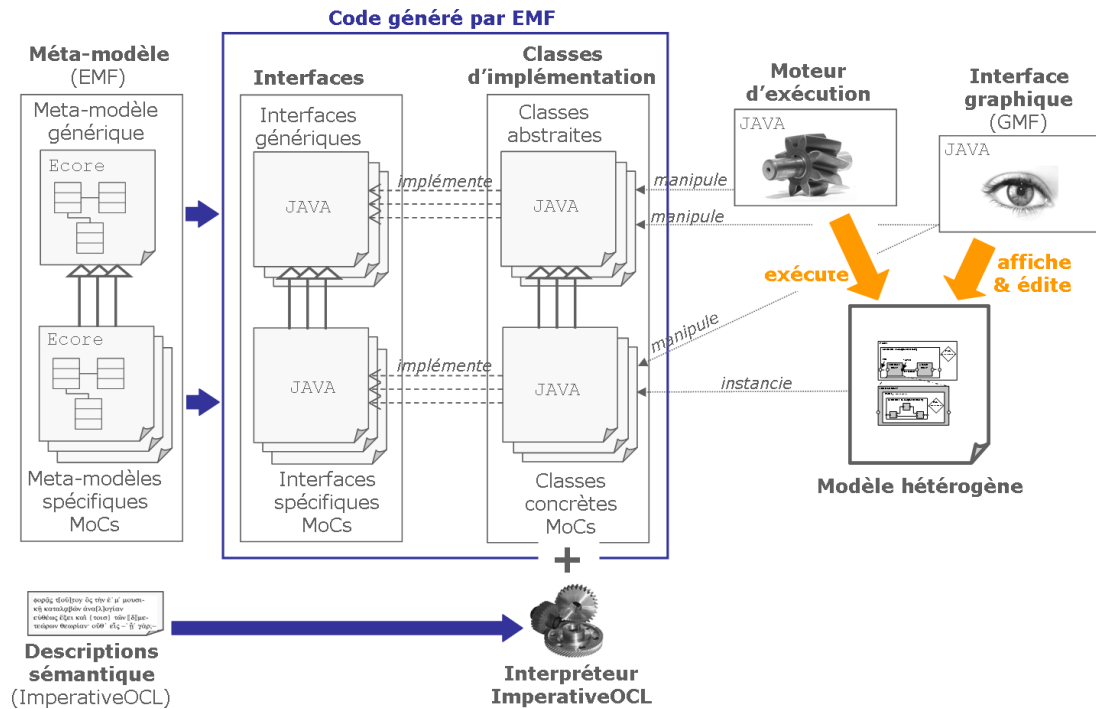 Code généré par EMF
Méta-modèle
(EMF)
Interfaces
Classes
d'implémentation
Moteur
d'exécution
Interface
graphique
(GMF)
Meta-modèle
générique
Interfaces
génériques
Classes
abstraites
JAVA
JAVA
Ecore
JAVA
JAVA
implémente
manipule
manipule
exécute
affiche
& édite
manipule
Ecore
JAVA
JAVA
implémente
instancie
Meta-modèles
spécifiques
MoCs
Interfaces
spécifiques
MoCs
Classes
concrètes
MoCs
Modèle hétérogène
+
Descriptions
sémantique
(ImperativeOCL)
Interpréteur
ImperativeOCL